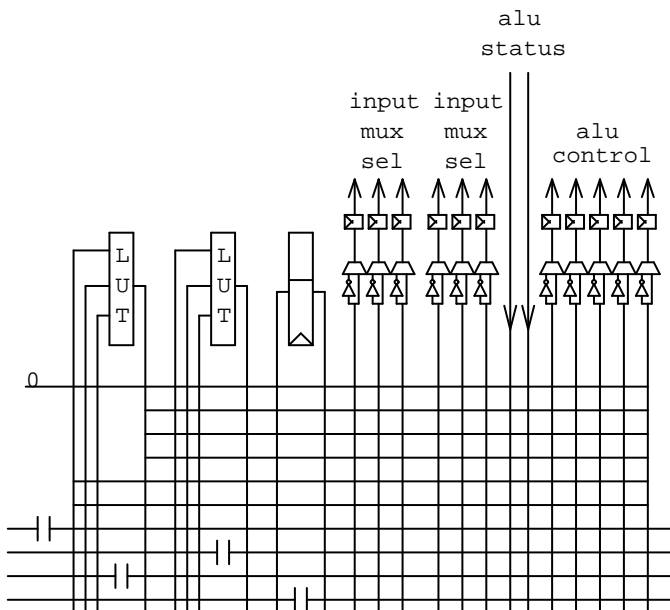 alu
status
input input
mux mux
sel sel
alu
control
L L
U U
T T
0